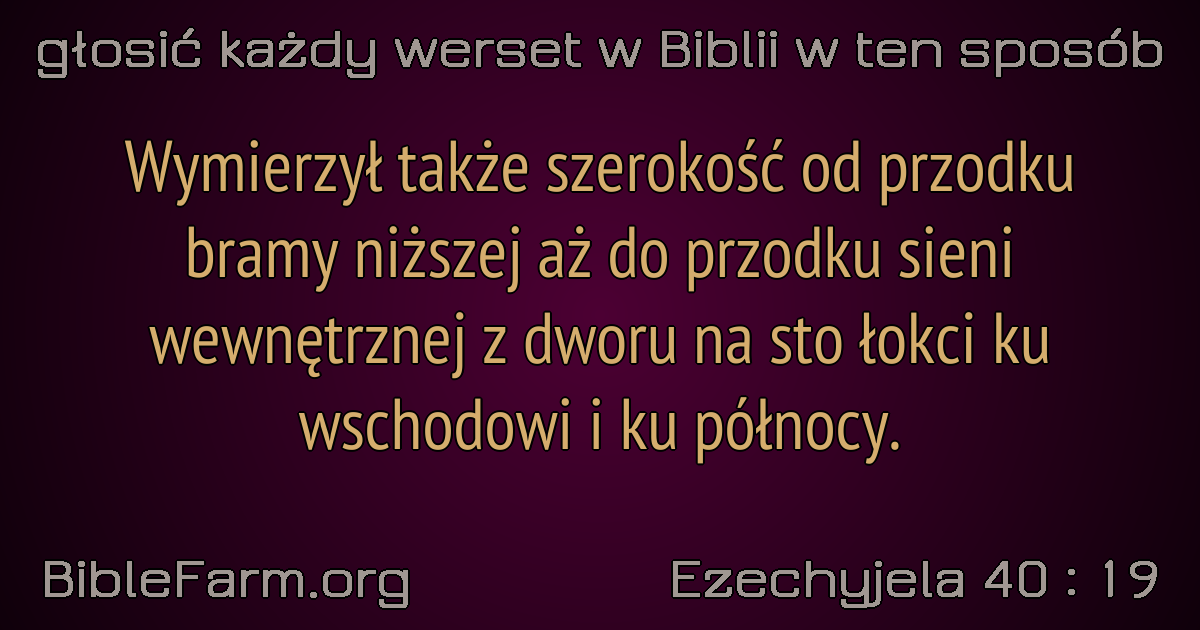 głosić każdy werset w Biblii w ten sposób
Wymierzył także szerokość od przodku
bramy niższej aż do przodku sieni
wewnętrznej z dworu na sto łokci ku
wschodowi i ku północy.
BibleFarm.org
Ezechyjela 40 : 19